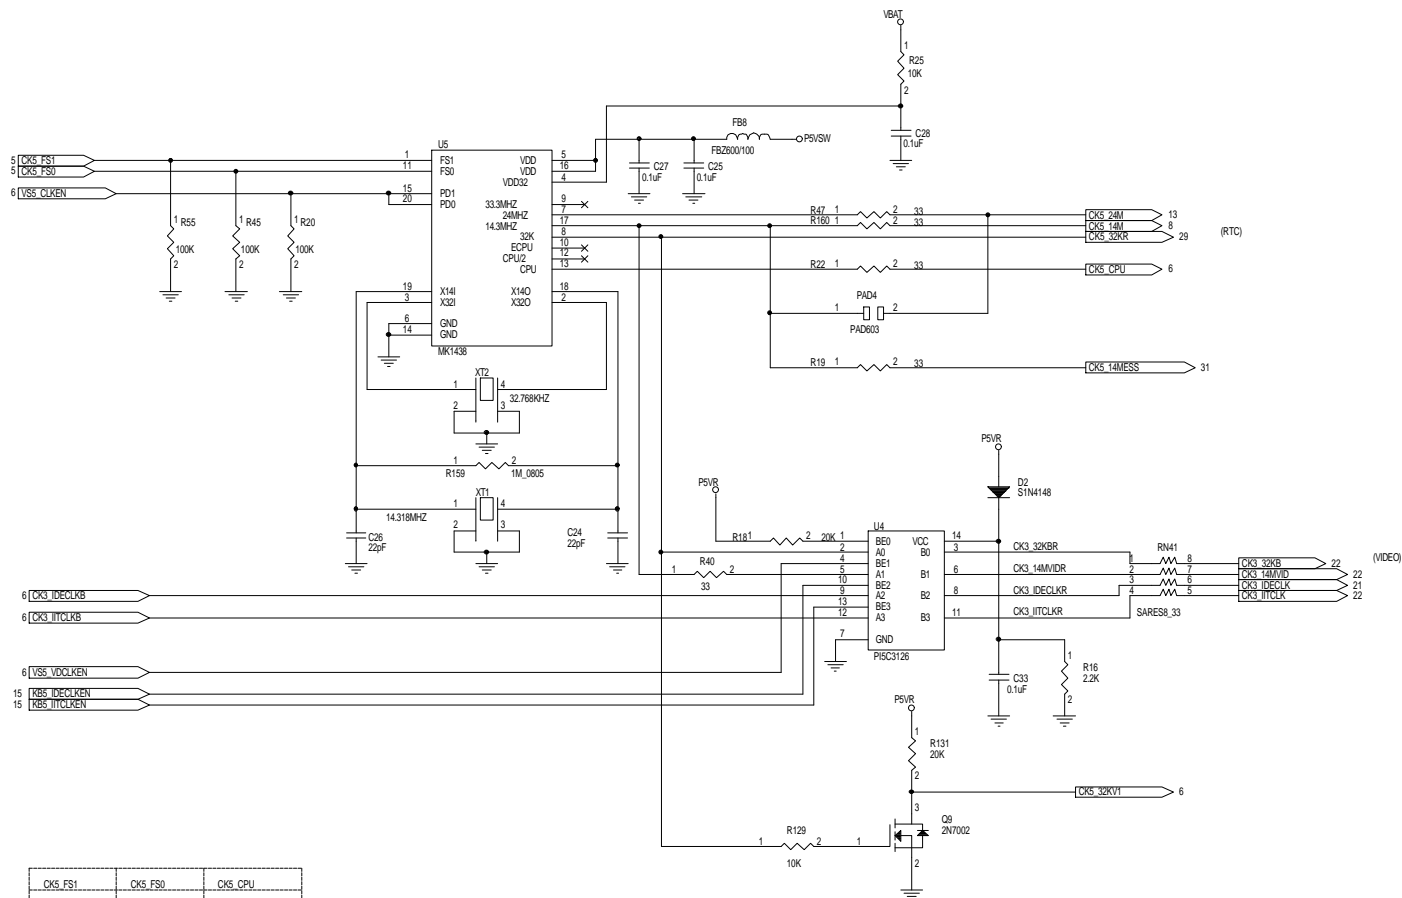 VBAT
1
R25
10K
2
C28
0.1uF
FB8
FBZ600/100
P5VSW
C27
0.1uF
C25
0.1uF
U5
5 CK5_FS1
5 CK5_FS0
6 VS5_CLKEN
1 FS1
11 FS0
15 PD1
20 PD0
VDD 5
VDD 16
VDD32 4
33.3MHZ 9
24MHZ 7
14.3MHZ 17
32K 8
ECPU 10
CPU/2 12
CPU 13
19 X14I
3 X32I
X14O 18
X32O 2
6 GND
14 GND
MK1438
1 R55
100K
2
1 R45
100K
2
1 R20
100K
2
R47 1 2 33
R160 1 2 33
CK5_24M 13
CK5_14M 8
CK5_32KR 29
(RTC)
R22 1 2 33
CK5_CPU 6
PAD4
1 2
PAD603
R19 1 2 33
CK5_14MESS 31
XT2
1 4
2 3
32.768KHZ
1 2
R159 1M_0805
XT1
1 4
14.318MHZ
2 3
C26
22pF
C24
22pF
P5VR
D2
S1N4148
P5VR
R18 1 2 20K
R40
1 2
33
U4
1 BE0
2 A0
4 BE1
5 A1
10 BE2
9 A2
13 BE3
12 A3
7 GND
VCC 14
B0 3
B1 6
B2 8
B3 11
PI5C3126
CK3_32KBR
CK3_14MVIDR
CK3_IDECLKR
CK3_IITCLKR
RN41
1 8
2 7
3 6
4 5
SARES8_33
CK3_32KB 22
CK3_14MVID 22
CK3_IDECLK 21
CK3_IITCLK 22
(VIDEO)
6 CK3_IDECLKB
6 CK3_IITCLKB
6 VS5_VDCLKEN
15 KB5_IDECLKEN
15 KB5_IITCLKEN
C33
0.1uF
1
R16
2.2K
2
P5VR
1
R131
20K
2
CK5_32KV1 6
3
Q9
2N7002
R129
1 2 1
10K
2
CK5_FS1 CK5_FS0 CK5_CPU